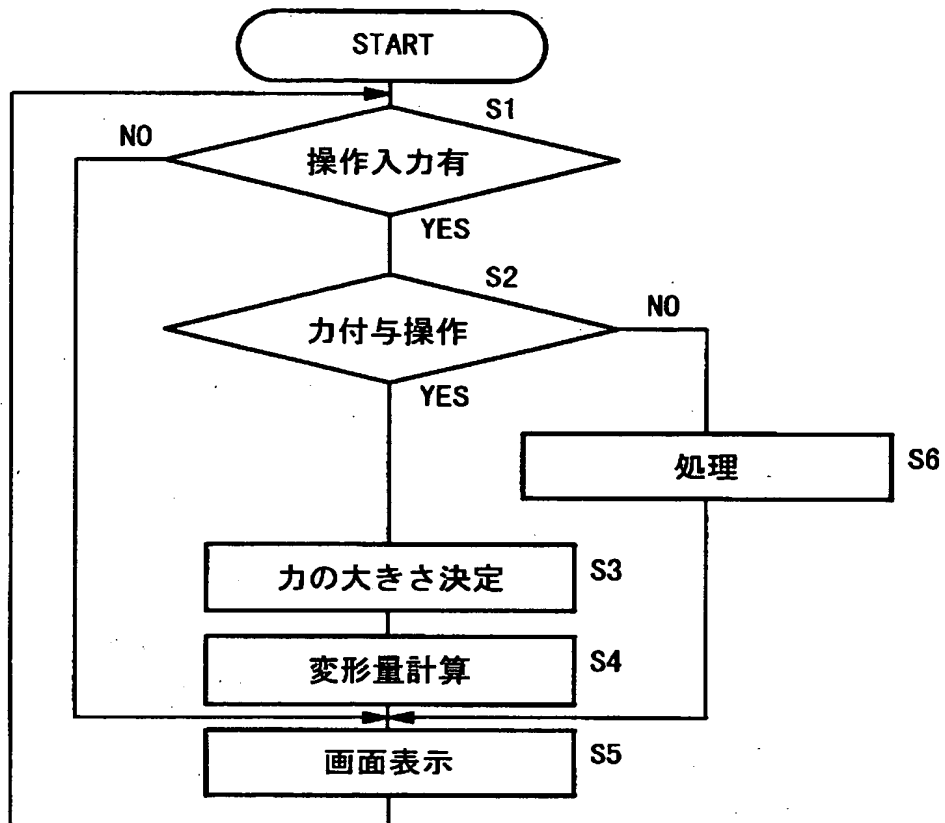 START
S1
NO
操作入力有
YES
S2
NO
力付与操作
YES
処理
S6
力の大きさ決定
S3
変形量計算
S4
画面表示
S5